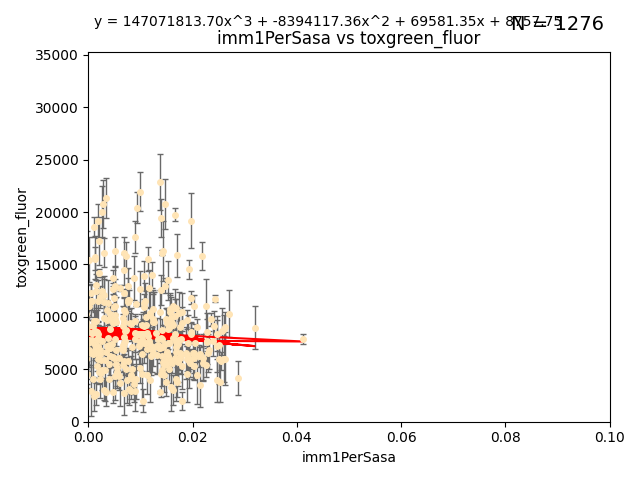 y = 147071813.70x^3 + -8394117.36x^2 + 69581.35x + 8757.75
N = 1276
imm1PerSasa vs toxgreen_fluor
35000
30000
25000
20000
15000
10000
5000
0
toxgreen_fluor
0.00 0.02 0.04 0.06 0.08 0.10
imm1PerSasa